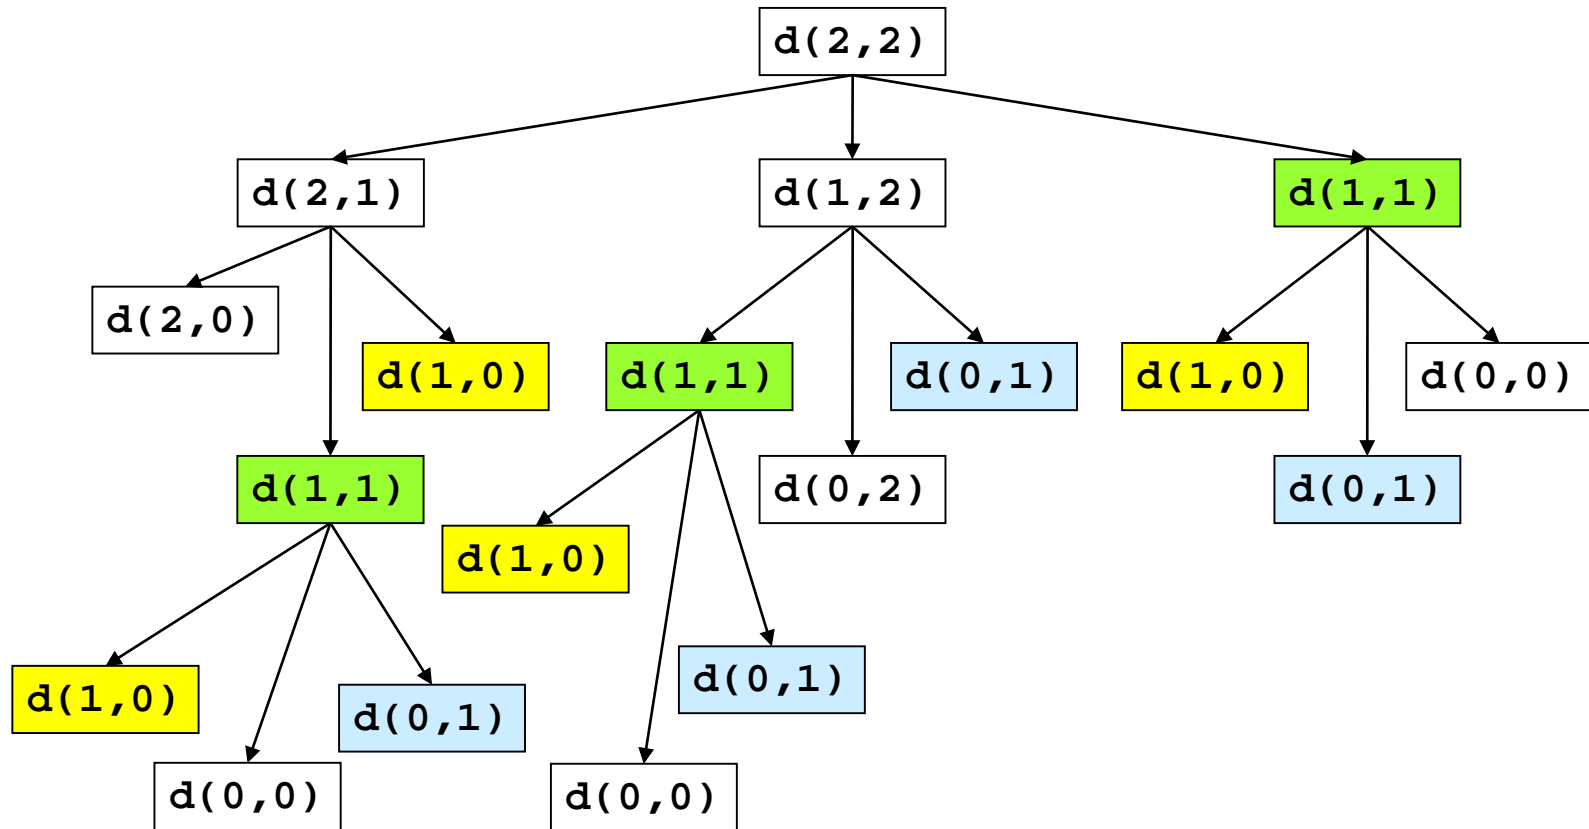 d(2,2)
d(2,1)
d(1,2)
d(1,1)
d(2,0)
d(1,0)
d(1,1)
d(0,1)
d(1,0)
d(0,0)
d(1,1)
d(0,2)
d(0,1)
d(1,0)
d(0,1)
d(1,0)
d(0,1)
d(0,0)
d(0,0)